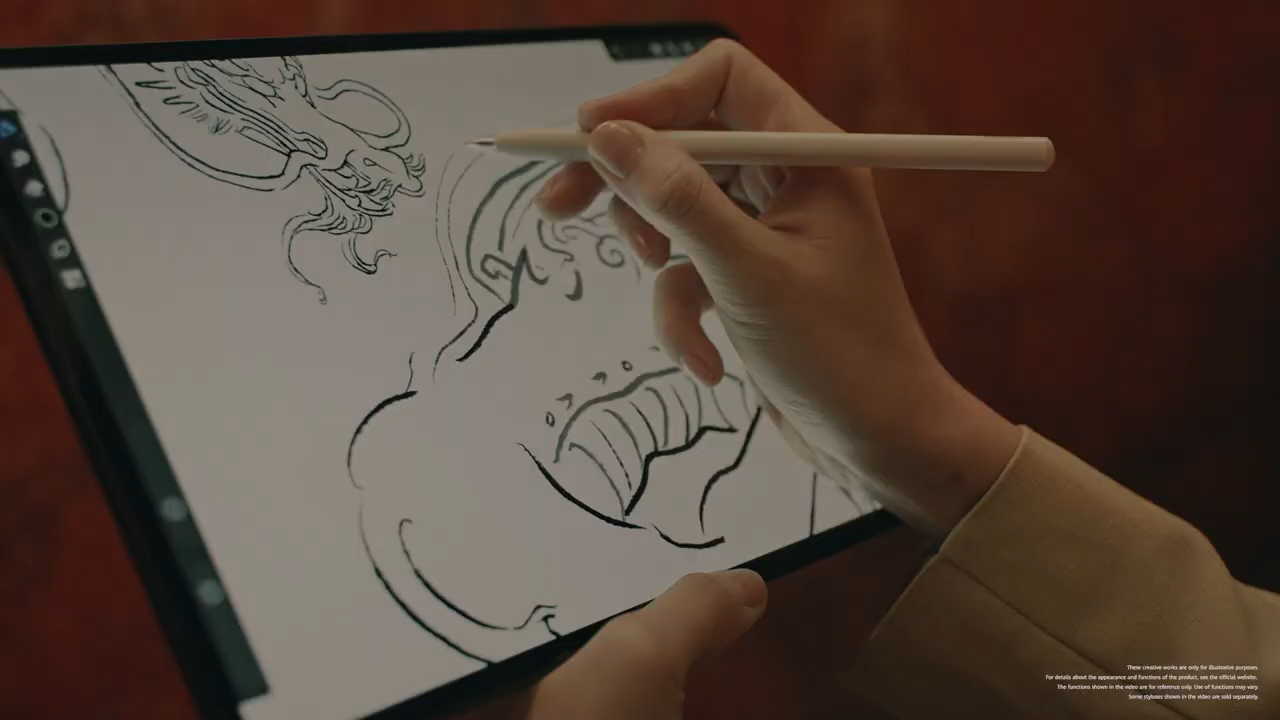 These creative works are only for illustrative purposes.
For details about the appearance and functions of the product, see the official website.
The functions shown in the video are for reference only. Use of functions may vary.
Some styluses shown in the video are sold separately.